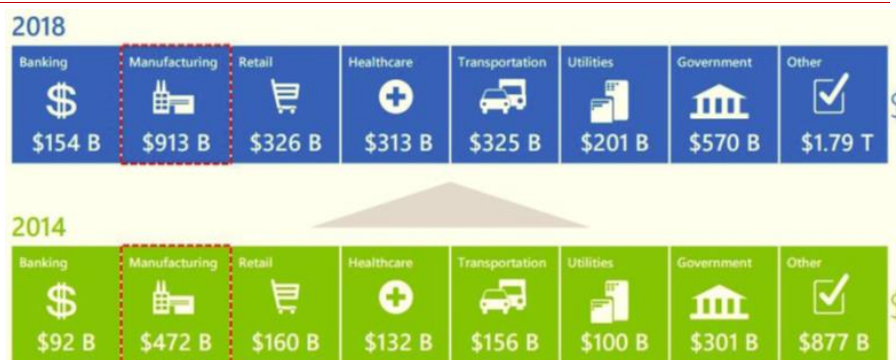 2018
Banking Manufacturing Retail Healthcare Transportation Utilities Government Other
$154 B $913 B $326 B $313 B $325 B $201 B $570 B $1.79 T
2014
Banking Manufacturing Retail Healthcare Transportation Utilities Government Other
$92 B $472 B $160 B $132 B $156 B $100 B $301 B $877 B